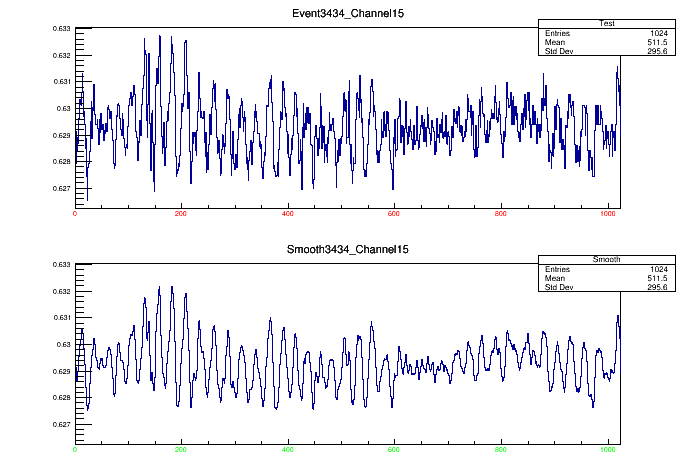 Event3434_Channel15
Test
Entries 1024
Mean 511.5
Std Dev 295.6
0.633
0.632
0.631
0.63
0.629
0.628
0.627
0 200 400 600 800 1000
Smooth3434_Channel15
Smooth
Entries 1024
Mean 511.5
Std Dev 295.6
0.633
0.632
0.631
0.63
0.629
0.628
0.627
0 200 400 600 800 1000